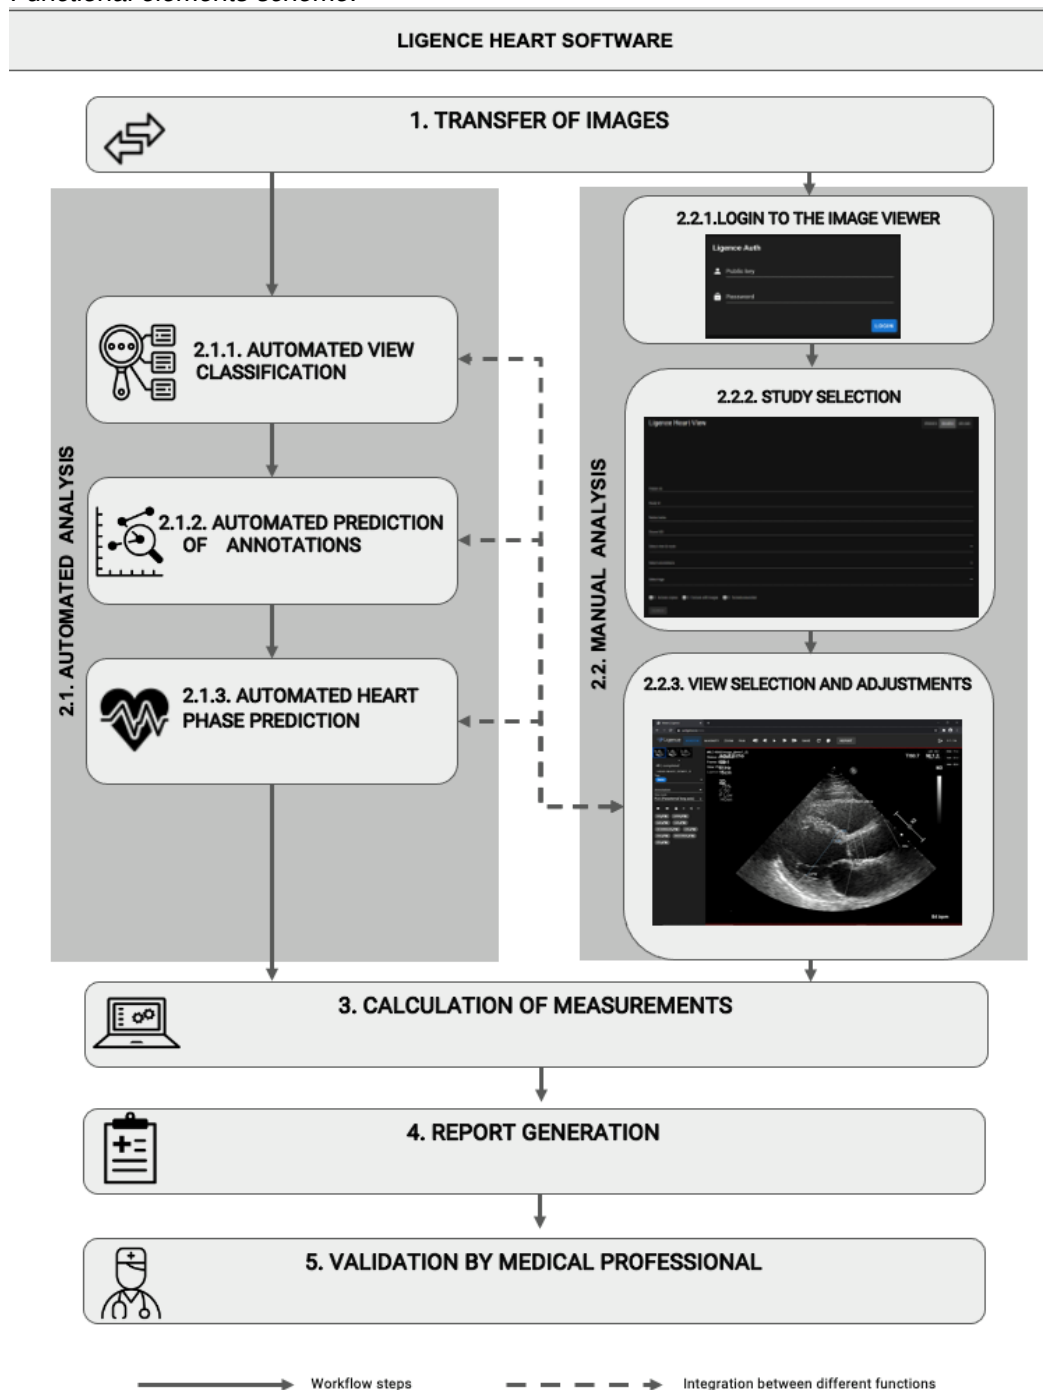 Functional elements scheme.
LIGENCE HEART SOFTWARE
1. TRANSFER OF IMAGES
2.1. AUTOMATED ANALYSIS
2.1.1. AUTOMATED VIEW
CLASSIFICATION
2.1.2. AUTOMATED PREDICTION
OF ANNOTATIONS
2.1.3. AUTOMATED HEART
PHASE PREDICTION
2.2. MANUAL ANALYSIS
2.2.1.LOGIN TO THE IMAGE VIEWER
Ligence Auth
Public key
Password
LOGIN
2.2.2. STUDY SELECTION
Ligence Heart View
2.2.3. VIEW SELECTION AND ADJUSTMENTS
84 bpm
3. CALCULATION OF MEASUREMENTS
4. REPORT GENERATION
5. VALIDATION BY MEDICAL PROFESSIONAL
Workflow steps
Integration between different functions